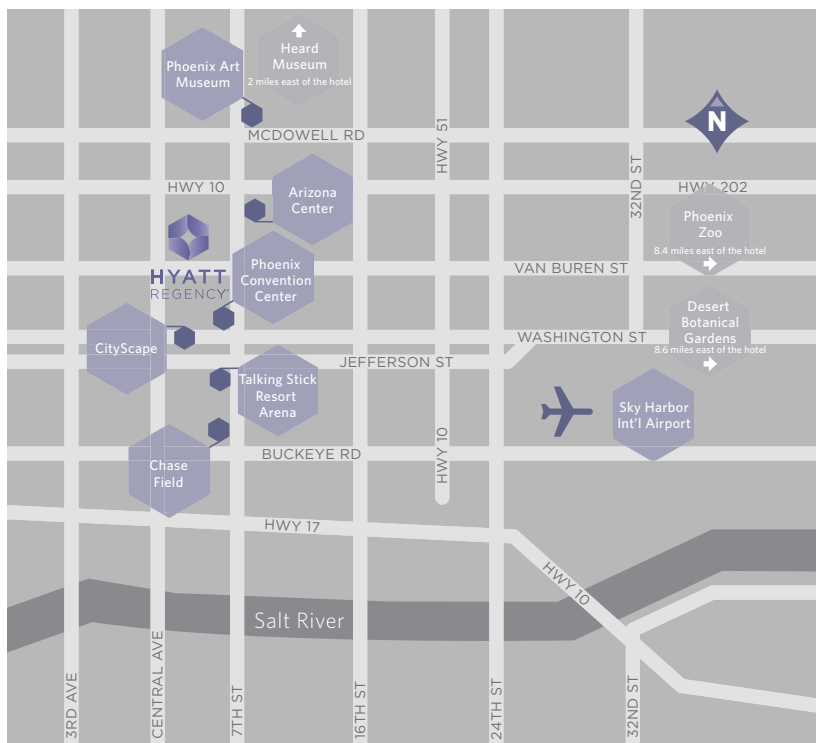 Phoenix Art
Museum
Heard
Museum
2 miles east of the hotel
MCDOWELL RD
HWY 51
N
32ND ST
HWY 10
HWY 202
Arizona
Center
Phoenix
Zoo
8.4 miles east of the hotel
HYATT
REGENCY
Phoenix
Convention
Center
VAN BUREN ST
Desert
Botanical
Gardens
8.6 miles east of the hotel
CityScape
WASHINGTON ST
JEFFERSON ST
Talking Stick
Resort
Arena
Sky Harbor
Int'l Airport
Chase
Field
BUCKEYE RD
HWY 10
HWY 17
HWY 10
Salt River
3RD AVE
CENTRAL AVE
7TH ST
16TH ST
24TH ST
32ND ST